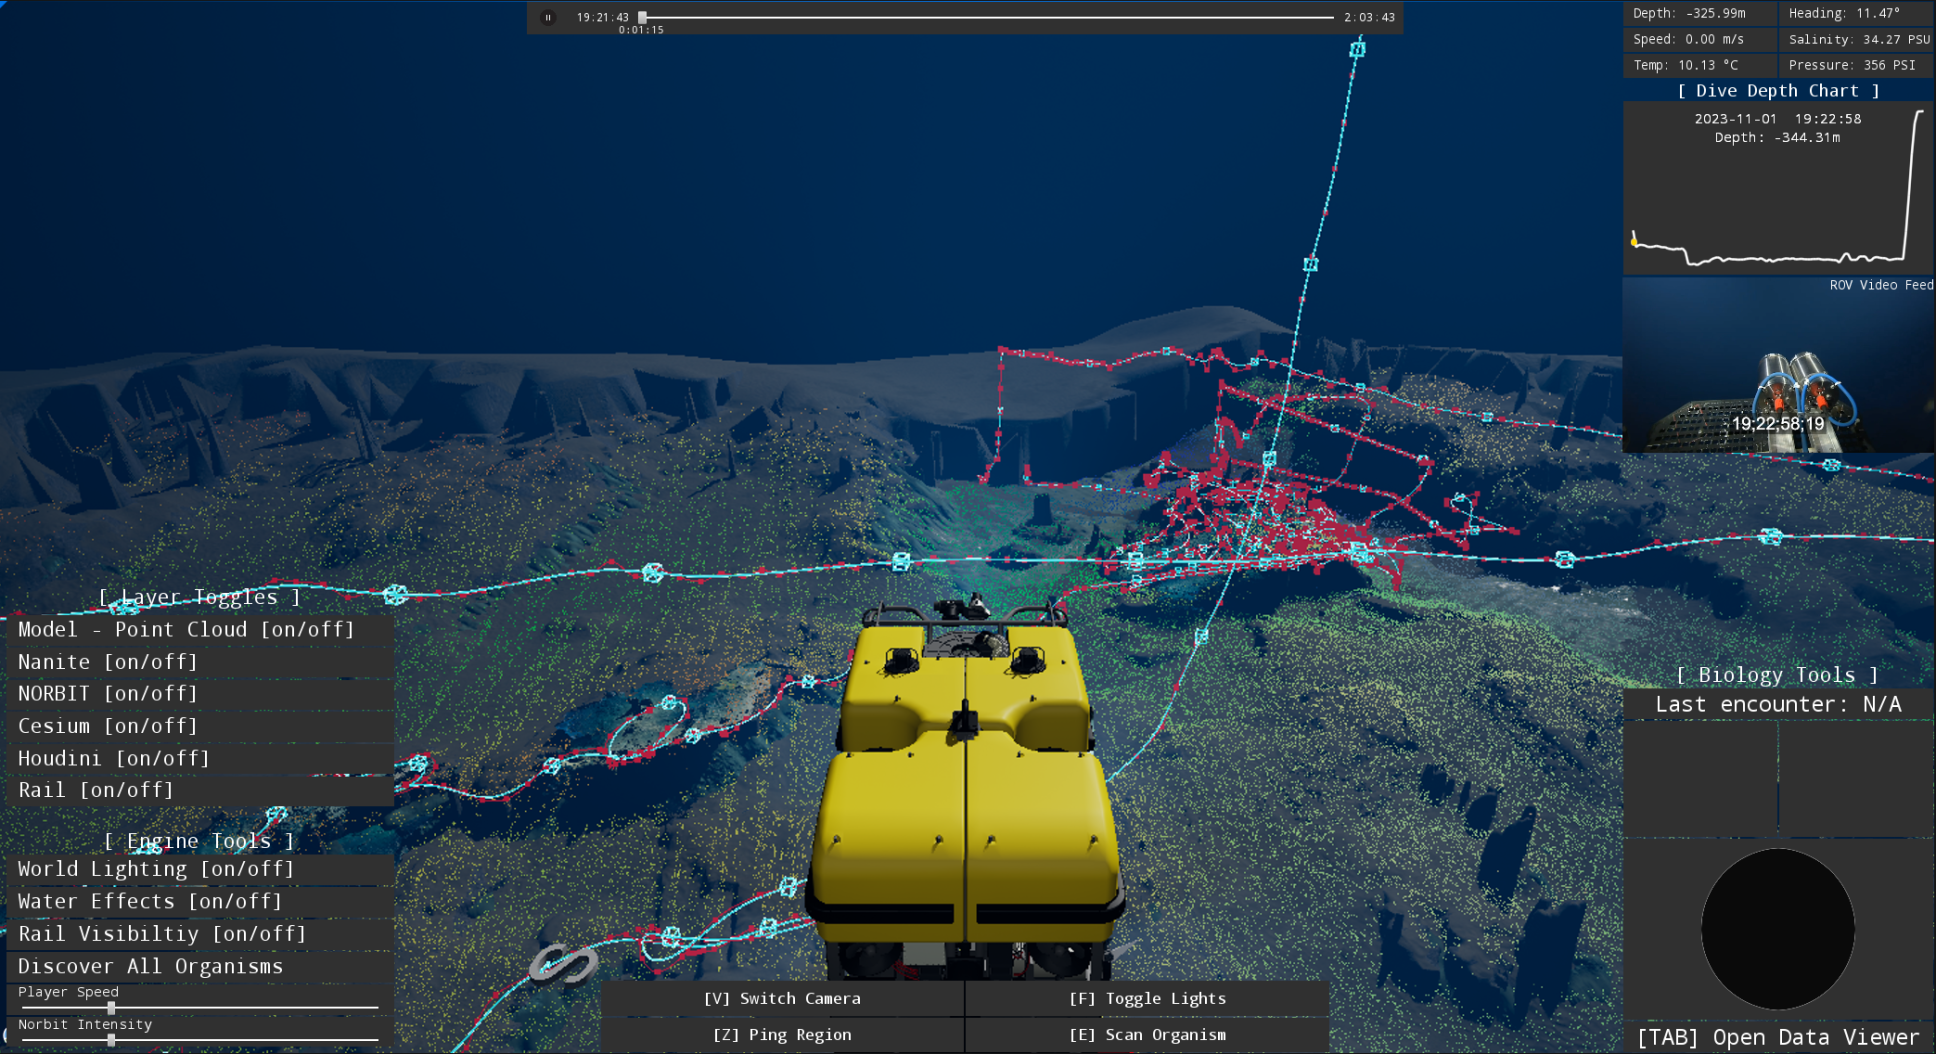 19:21:43
2:03:43
0:01:15
Depth: -325.99m
Heading: 11.47°
Speed: 0.00 m/s
Salinity: 34.27 PSU
Temp: 10.13 °C
Pressure: 356 PSI
[ Dive Depth Chart ]
2023-11-01 19:22:58
Depth: -344.31m
ROV Video Feed
19;22;58;19
[ Layer Toggles ]
Model - Point Cloud [on/off]
Nanite [on/off]
NORBIT [on/off]
Cesium [on/off]
Houdini [on/off]
Rail [on/off]
[ Engine Tools ]
World Lighting [on/off]
Water Effects [on/off]
Rail Visibiltiy [on/off]
Discover All Organisms
Player Speed
Norbit Intensity
[V] Switch Camera
[F] Toggle Lights
[Z] Ping Region
[E] Scan Organism
[ Biology Tools ]
Last encounter: N/A
[TAB] Open Data Viewer